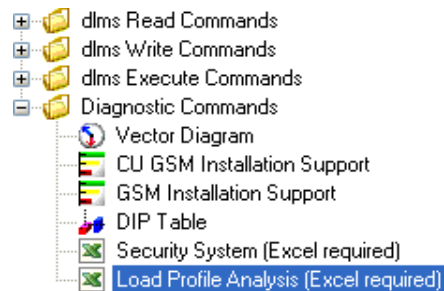 dlms Read Commands
dlms Write Commands
dlms Execute Commands
Diagnostic Commands
Vector Diagram
CU GSM Installation Support
GSM Installation Support
DIP Table
Security System (Excel required)
Load Profile Analysis (Excel required)